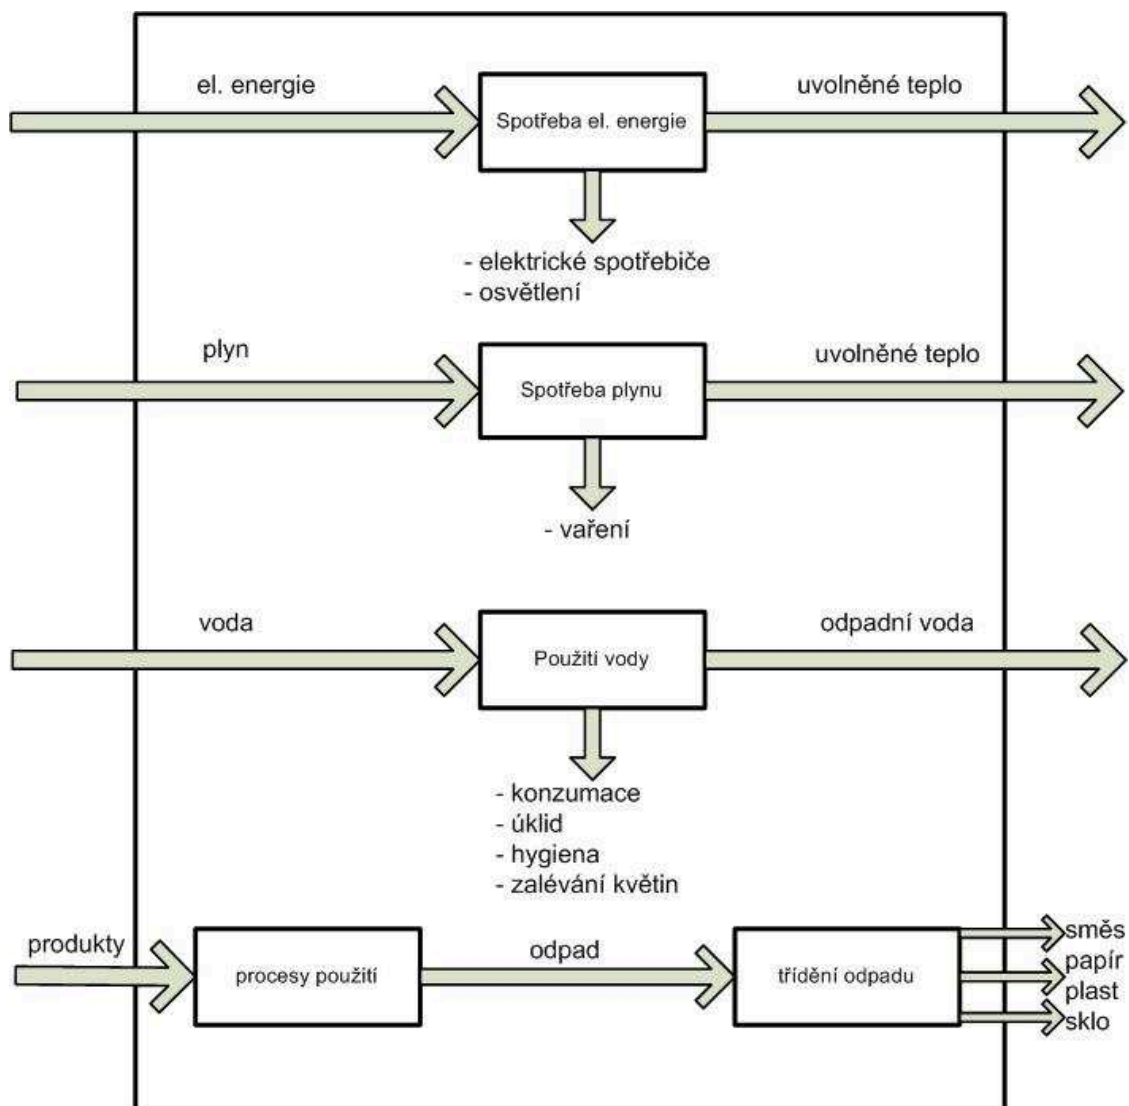 el. energie
Spotřeba el. energie
uvolněné teplo
- elektrické spotřebiče
- osvětlení
plyn
Spotřeba plynu
uvolněné teplo
- vaření
voda
Použití vody
odpadní voda
- konzumace
- úklid
- hygiena
- zalévání květin
produkty
procesy použití
odpad
třídění odpadu
směs
papír
plast
sklo